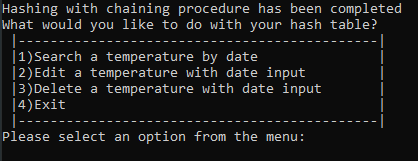 Hashing with chaining procedure has been completed
What would you like to do with your hash table?
|---------------------------------------------|
|1)Search a temperature by date |
|2)Edit a temperature with date input |
|3)Delete a temperature with date input |
|4)Exit |
|---------------------------------------------|
Please select an option from the menu: